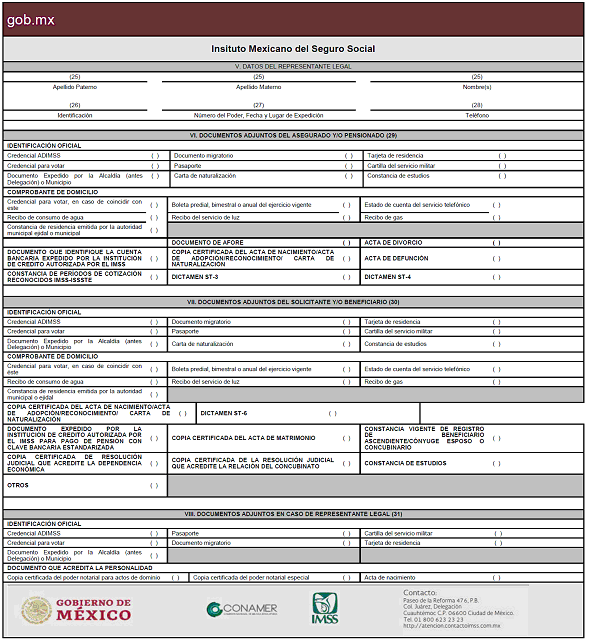 gob.mx
Insituto Mexicano del Seguro Social
V. DATOS DEL REPRESENTANTE LEGAL
(25) (25) (25)
Apellido Paterno Apellido Materno Nombre(s)
(26) (27) (28)
Identificación Número del Poder, Fecha y Lugar de Expedición Teléfono
VI. DOCUMENTOS ADJUNTOS DEL ASEGURADO Y/O PENSIONADO (29)
IDENTIFICACIÓN OFICIAL
Credencial ADIMSS ( ) Documento migratorio ( ) Tarjeta de residencia ( )
Credencial para votar ( ) Pasaporte ( ) Cartilla del servicio militar ( )
Documento Expedido por la Alcaldía (antes Delegación) o Municipio ( ) Carta de naturalización ( ) Constancia de estudios ( )
COMPROBANTE DE DOMICILIO
Credencial para votar, en caso de coincidir con éste ( ) Boleta predial, bimestral o anual del ejercicio vigente ( ) Estado de cuenta del servicio telefónico ( )
Recibo de consumo de agua ( ) Recibo del servicio de luz ( ) Recibo de gas ( )
Constancia de residencia emitida por la autoridad municipal ejidal o municipal ( )
DOCUMENTO DE AFORE ( ) ACTA DE DIVORCIO ( )
DOCUMENTO QUE IDENTIFIQUE LA CUENTA BANCARIA EXPEDIDO POR LA INSTITUCIÓN DE CRÉDITO AUTORIZADA POR EL IMSS ( ) COPIA CERTIFICADA DEL ACTA DE NACIMIENTO/ACTA DE ADOPCIÓN/RECONOCIMIENTO/ CARTA DE NATURALIZACIÓN ( ) ACTA DE DEFUNCIÓN ( )
CONSTANCIA DE PERIODOS DE COTIZACIÓN RECONOCIDOS IMSS-ISSSTE ( ) DICTAMEN ST-3 ( ) DICTAMEN ST-4 ( )
VII. DOCUMENTOS ADJUNTOS DEL SOLICITANTE Y/O BENEFICIARIO (30)
IDENTIFICACIÓN OFICIAL
Credencial ADIMSS ( ) Documento migratorio ( ) Tarjeta de residencia ( )
Credencial para votar ( ) Pasaporte ( ) Cartilla del servicio militar ( )
Documento Expedido por la Alcaldía (antes Delegación) o Municipio ( ) Carta de naturalización ( ) Constancia de estudios ( )
COMPROBANTE DE DOMICILIO
Credencial para votar, en caso de coincidir con éste ( ) Boleta predial, bimestral o anual del ejercicio vigente ( ) Estado de cuenta del servicio telefónico ( )
Recibo de consumo de agua ( ) Recibo del servicio de luz ( ) Recibo de gas ( )
Constancia de residencia emitida por la autoridad municipal o ejidal ( )
COPIA CERTIFICADA DEL ACTA DE NACIMIENTO/ACTA DE ADOPCIÓN/RECONOCIMIENTO/ CARTA DE NATURALIZACIÓN ( ) DICTAMEN ST-6 ( )
DOCUMENTO EXPEDIDO POR LA INSTITUCION DE CREDITO AUTORIZADA POR EL IMSS PARA PAGO DE PENSION CON CLAVE BANCARIA ESTANDARIZADA ( ) COPIA CERTIFICADA DEL ACTA DE MATRIMONIO ( ) CONSTANCIA VIGENTE DE REGISTRO DE BENEFICIARIO ASCENDIENTE/CÓNYUGE ESPOSO O CONCUBINARIO ( )
COPIA CERTIFICADA DE RESOLUCIÓN JUDICIAL QUE ACREDITE LA DEPENDENCIA ECONÓMICA ( ) COPIA CERTIFICADA DE LA RESOLUCIÓN JUDICIAL QUE ACREDITE LA RELACIÓN DEL CONCUBINATO ( ) CONSTANCIA DE ESTUDIOS ( )
OTROS ( )
VIII. DOCUMENTOS ADJUNTOS EN CASO DE REPRESENTANTE LEGAL (31)
IDENTIFICACIÓN OFICIAL
Credencial ADIMSS ( ) Pasaporte ( ) Cartilla del servicio militar ( )
Credencial para votar ( ) Documento migratorio ( ) Tarjeta de residencia ( )
Documento Expedido por la Alcaldía (antes Delegación) o Municipio ( )
DOCUMENTO QUE ACREDITA LA PERSONALIDAD
Copia certificada del poder notarial para actos de dominio ( ) Copia certificada del poder notarial especial ( ) Acta de nacimiento ( )
GOBIERNO DE MÉXICO
CONAMER
IMSS
Contacto:
Paseo de la Reforma 476, P.B.
Col. Juárez, Delegación
Cuauhtémoc C.P. 06600 Ciudad de México.
Tel. 01 800 623 23 23
http://atencion.contactoimss.com.mx